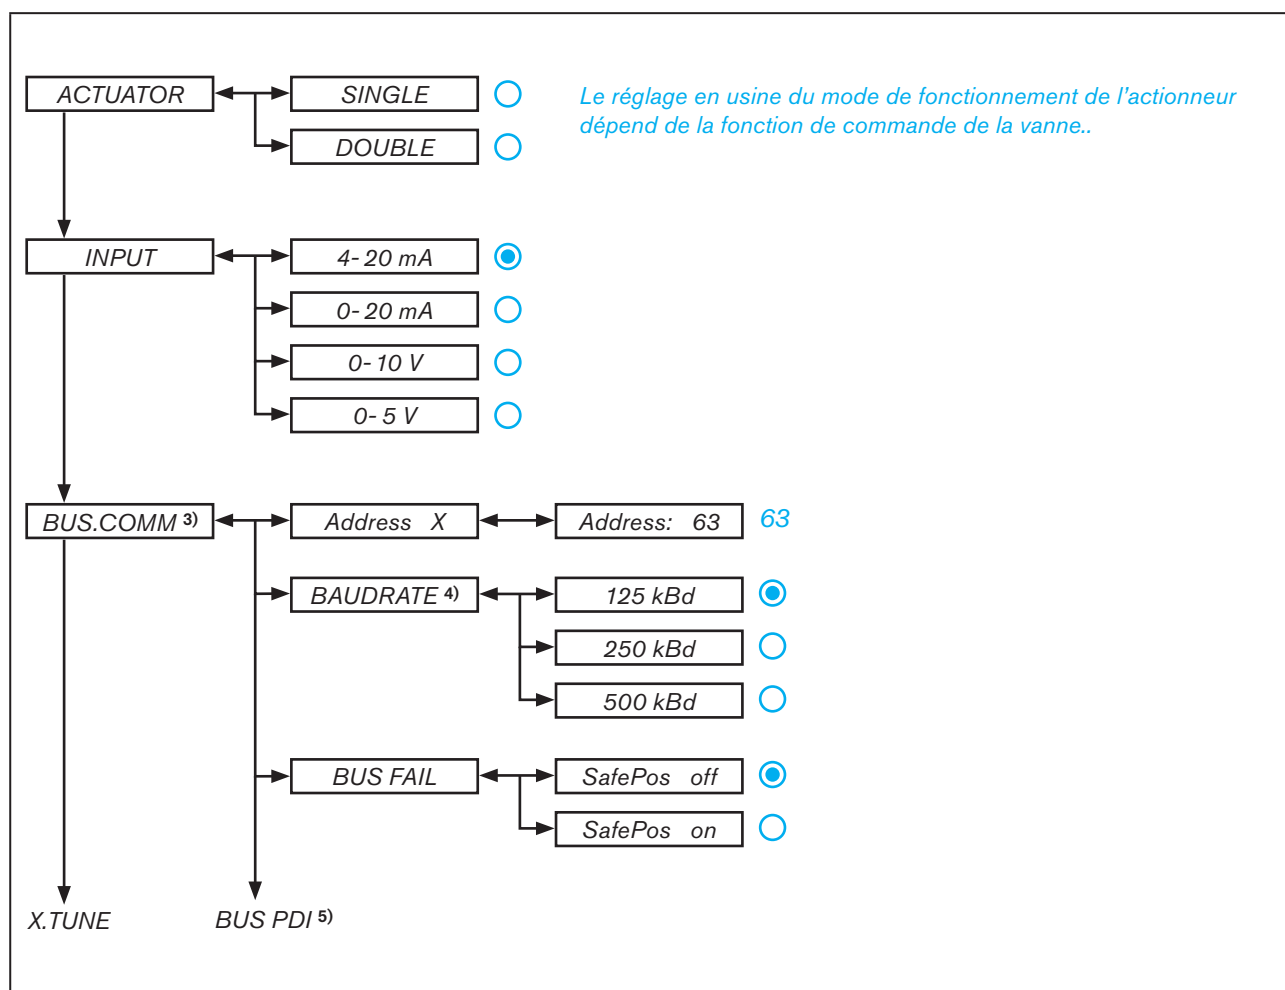 ACTUATOR
SINGLE
Le réglage en usine du mode de fonctionnement de l'actionneur
dépend de la fonction de commande de la vanne..
DOUBLE
INPUT
4-20 mA
0-20 mA
0-10 V
0-5 V
BUS.COMM 3)
Address X
Address: 63
63
BAUDRATE 4)
125 kBd
250 kBd
500 kBd
BUS FAIL
SafePos off
SafePos on
X.TUNE
BUS PDI 5)